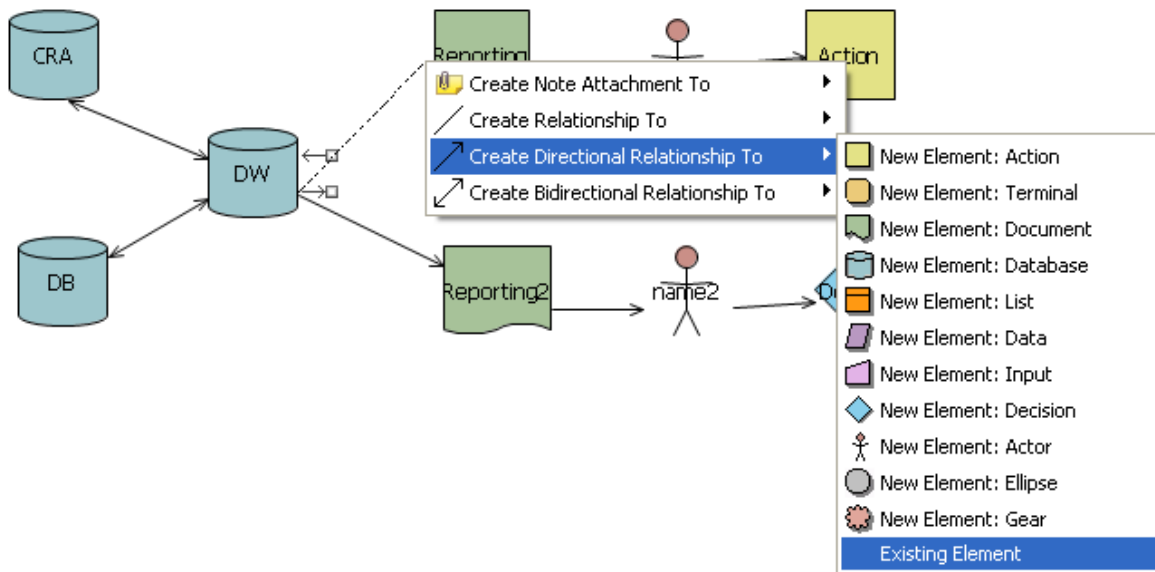 CRA
Reporting
Action
Create Note Attachment To
Create Relationship To
Create Directional Relationship To
Create Bidirectional Relationship To
DW
DB
Reporting2
name2
New Element: Action
New Element: Terminal
New Element: Document
New Element: Database
New Element: List
New Element: Data
New Element: Input
New Element: Decision
New Element: Actor
New Element: Ellipse
New Element: Gear
Existing Element